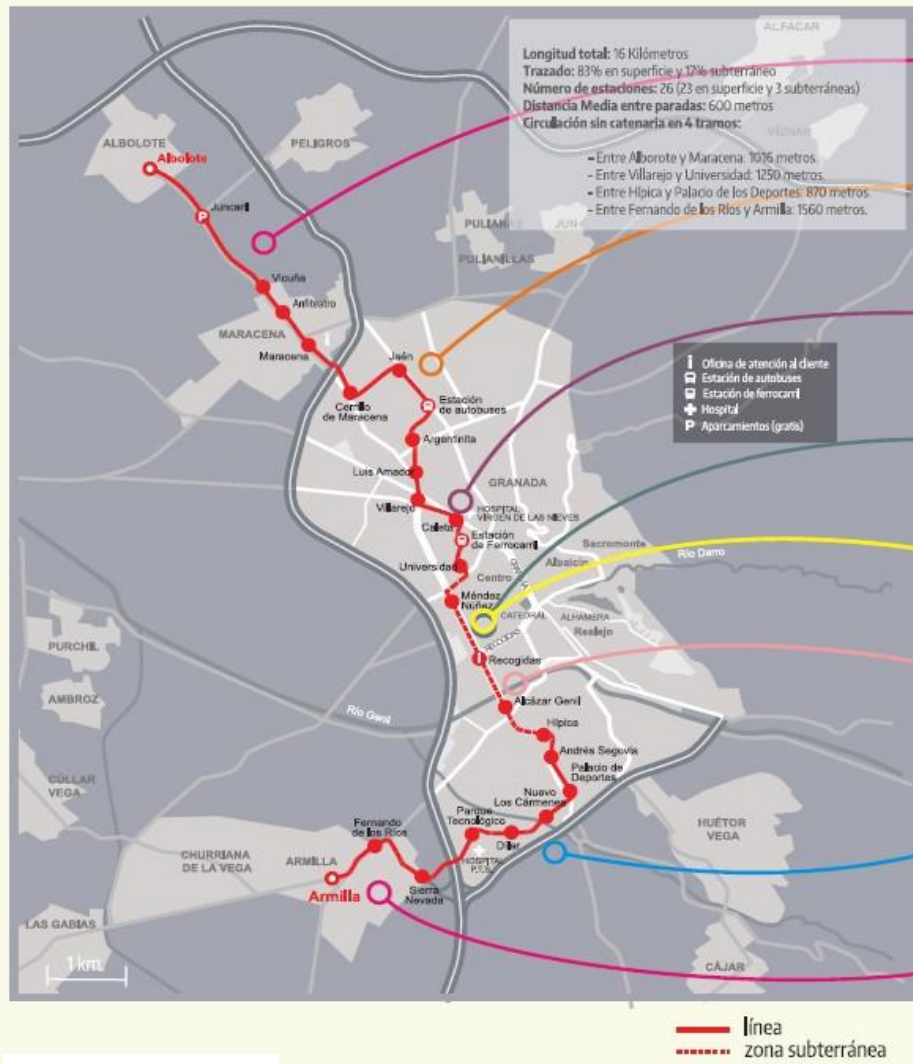 ALFACAR
Longitud total: 16 Kilómetros
Trazado: 83% en superficie y 17% subterráneo
Número de estaciones: 26 (23 en superficie y 3 subterráneas)
Distancia Media entre paradas: 600 metros
Circulación sin catenaria en 4 tramos:
VÍZNAR
– Entre Alborote y Maracena: 1016 metros.
– Entre Villarejo y Universidad: 1250 metros.
– Entre Hípica y Palacio de los Deportes: 870 metros.
– Entre Fernando de los Ríos y Armilla: 1560 metros.
ALBOLOTE
PELIGROS
Albolote
Juncaril
P
PULIANAS
JUN
PULIANILLAS
Vicuña
Anfiteatro
MARACENA
Maracena
Jaén
Cerrillo
de Maracena
Estación
de autobuses
i Oficina de atención al cliente
Estación de autobuses
Estación de ferrocarril
Hospital
P Aparcamientos (gratis)
Argentinita
Luis Amador
GRANADA
Villarejo
HOSPITAL
VIRGEN DE LAS NIEVES
Caleta
Estación
de Ferrocarril
Sacromonte
Río Darro
Universidad
Albaicín
Centro
GRAN VÍA
Méndez
Núñez
CATEDRAL
ALHAMBRA
Realejo
RECOGIDAS
Recogidas
PURCHIL
AMBROZ
Río Genil
Alcázar Genil
Hípica
Andrés Segovia
Palacio de
Deportes
CÚLLAR
VEGA
Nuevo
Los Cármenes
Parque
Tecnológico
Dílar
Fernando
de los Ríos
HUÉTOR
VEGA
CHURRIANA
DE LA VEGA
ARMILLA
HOSPITAL
P.T.S.
Armilla
Sierra
Nevada
LAS GABIAS
1 km.
CÁJAR
línea
zona subterránea